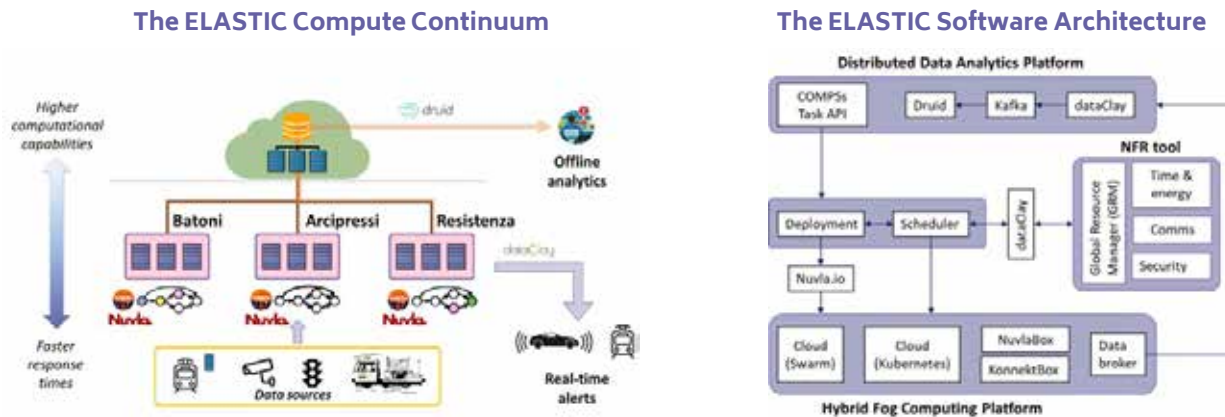 The ELASTIC Compute Continuum
Higher
computational
capabilities
Faster
response
times
druid
Offline
analytics
Batoni
Arcipressi
Resistenza
dataClay
Nuvla
Nuvla
Nuvla
Data sources
Real-time
alerts
The ELASTIC Software Architecture
Distributed Data Analytics Platform
COMPSs
Task API
Druid
Kafka
dataClay
NFR tool
Global Resource
Manager (GRM)
Time &
energy
Comms
Security
Deployment
Scheduler
dataClay
Nuvla.io
Cloud
(Swarm)
Cloud
(Kubernetes)
NuvlaBox
KonnektBox
Data
broker
Hybrid Fog Computing Platform